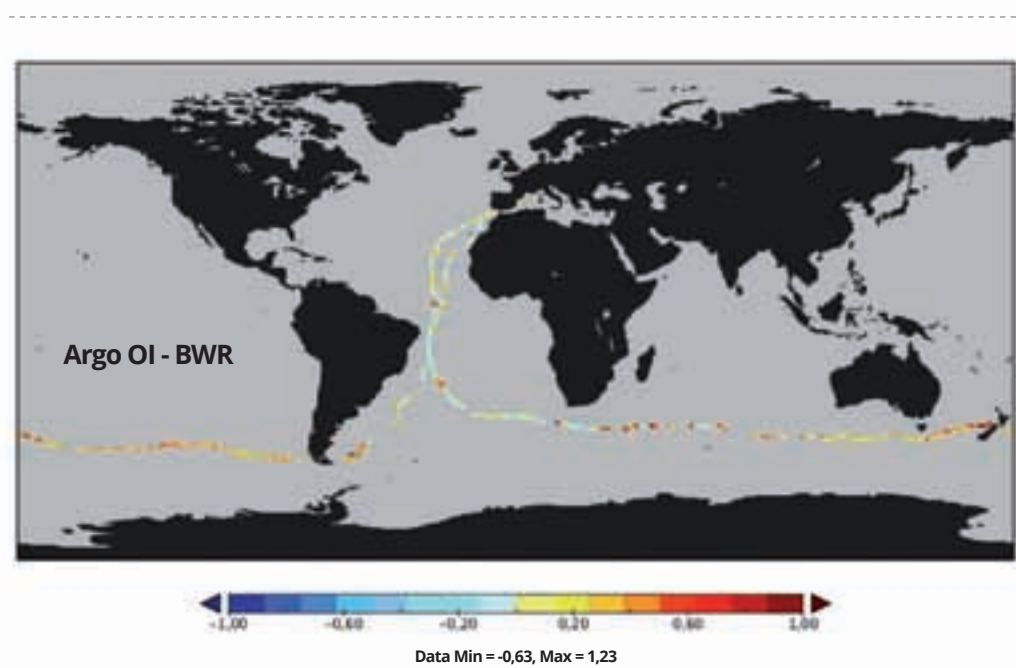 Argo OI - BWR
-1,00 -0,60 -0,20 0,20 0,60 1,00
Data Min = -0,63, Max = 1,23